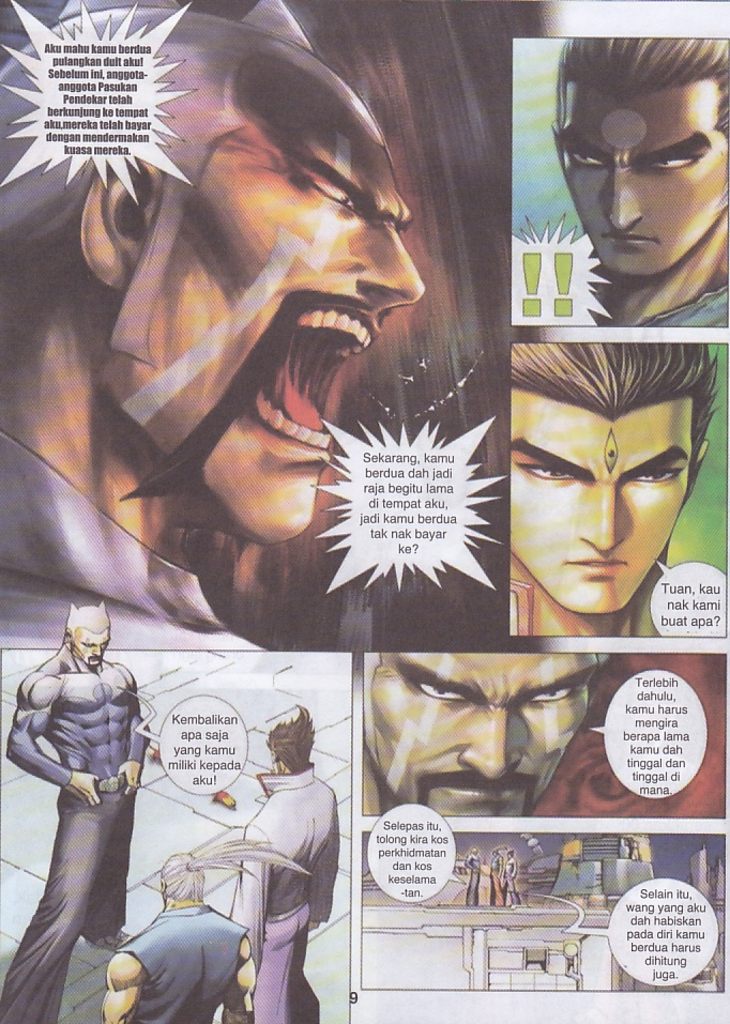 Aku mahu kamu berdua
pulangkan duit aku!
Sebelum ini, anggota-
anggota Pasukan
Pendekar telah
berkunjung ke tempat
aku,mereka telah bayar
dengan mendermakan
kuasa mereka.
!!
Sekarang, kamu
berdua dah jadi
raja begitu lama
di tempat aku,
jadi kamu berdua
tak nak bayar
ke?
Tuan, kau
nak kami
buat apa?
Kembalikan
apa saja
yang kamu
miliki kepada
aku!
Terlebih
dahulu,
kamu harus
mengira
berapa lama
kamu dah
tinggal dan
tinggal di
mana.
Selepas itu,
tolong kira kos
perkhidmatan
dan kos
keselama
-tan.
Selain itu,
wang yang aku
dah habiskan
pada diri kamu
berdua harus
dihitung
juga.
9